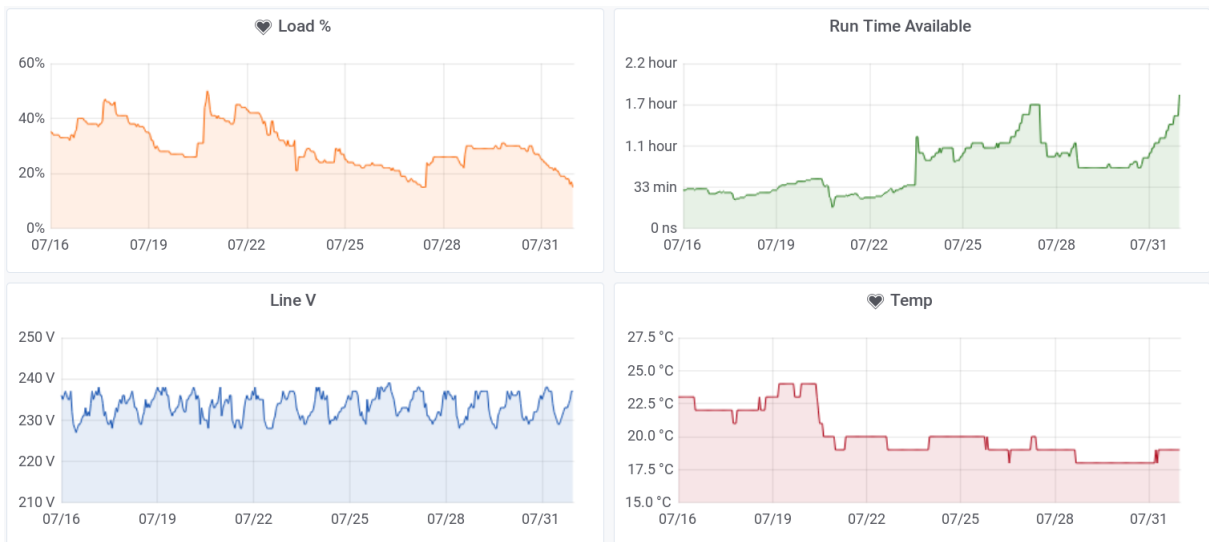 Load %
60%
40%
20%
0%
07/16 07/19 07/22 07/25 07/28 07/31
Run Time Available
2.2 hour
1.7 hour
1.1 hour
33 min
0 ns
07/16 07/19 07/22 07/25 07/28 07/31
Line V
250 V
240 V
230 V
220 V
210 V
07/16 07/19 07/22 07/25 07/28 07/31
Temp
27.5 °C
25.0 °C
22.5 °C
20.0 °C
17.5 °C
15.0 °C
07/16 07/19 07/22 07/25 07/28 07/31